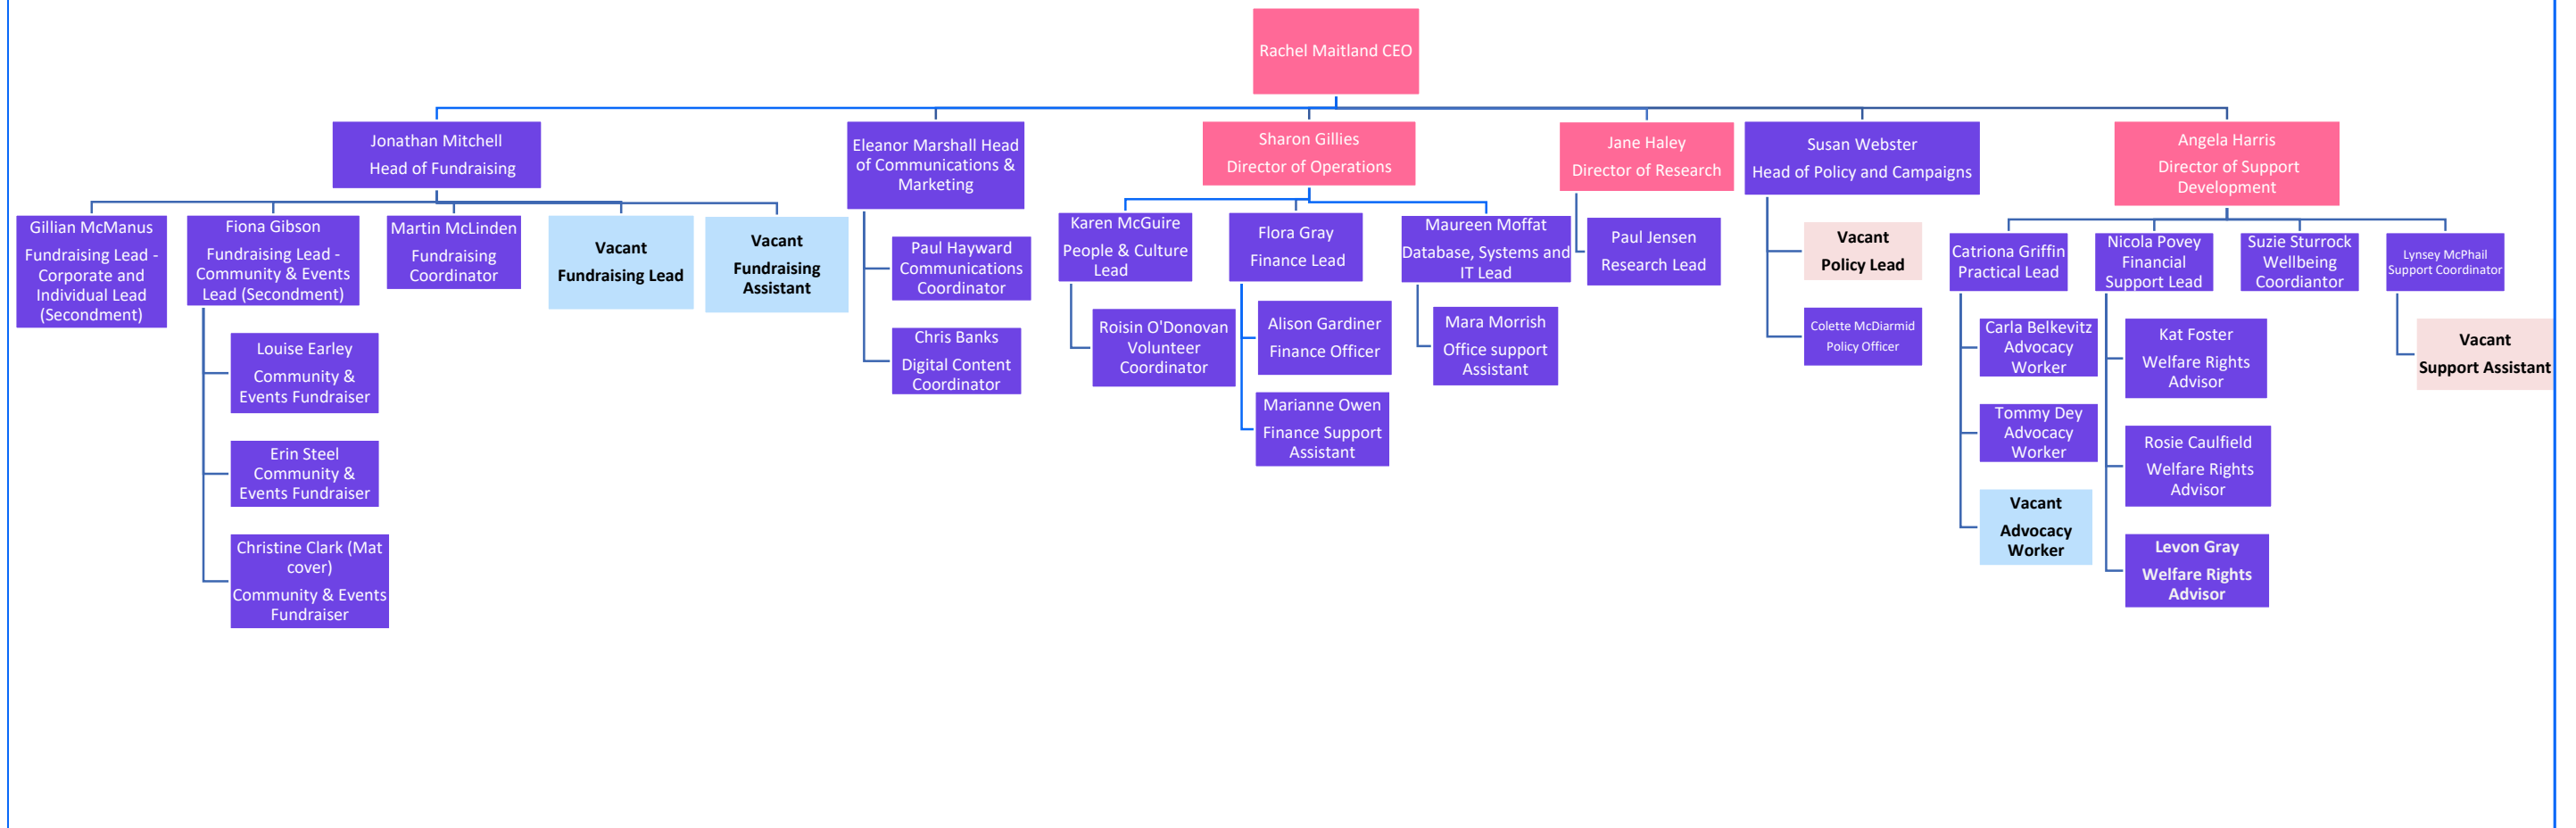 Rachel Maitland CEO
Jonathan Mitchell
Head of Fundraising
Eleanor Marshall Head
of Communications &
Marketing
Sharon Gillies
Director of Operations
Jane Haley
Director of Research
Susan Webster
Head of Policy and Campaigns
Angela Harris
Director of Support
Development
Gillian McManus
Fundraising Lead -
Corporate and
Individual Lead
(Secondment)
Fiona Gibson
Fundraising Lead -
Community & Events
Lead (Secondment)
Martin McLinden
Fundraising
Coordinator
Vacant
Fundraising Lead
Vacant
Fundraising
Assistant
Louise Earley
Community &
Events Fundraiser
Erin Steel
Community &
Events Fundraiser
Christine Clark (Mat
cover)
Community & Events
Fundraiser
Paul Hayward
Communications
Coordinator
Chris Banks
Digital Content
Coordinator
Karen McGuire
People & Culture
Lead
Flora Gray
Finance Lead
Maureen Moffat
Database, Systems and
IT Lead
Roisin O'Donovan
Volunteer
Coordinator
Alison Gardiner
Finance Officer
Marianne Owen
Finance Support
Assistant
Mara Morrish
Office support
Assistant
Paul Jensen
Research Lead
Vacant
Policy Lead
Colette McDiarmid
Policy Officer
Catriona Griffin
Practical Lead
Nicola Povey
Financial
Support Lead
Suzie Sturrock
Wellbeing
Coordiantor
Lynsey McPhail
Support Coordinator
Carla Belkevitz
Advocacy
Worker
Tommy Dey
Advocacy
Worker
Vacant
Advocacy
Worker
Kat Foster
Welfare Rights
Advisor
Rosie Caulfield
Welfare Rights
Advisor
Levon Gray
Welfare Rights
Advisor
Vacant
Support Assistant